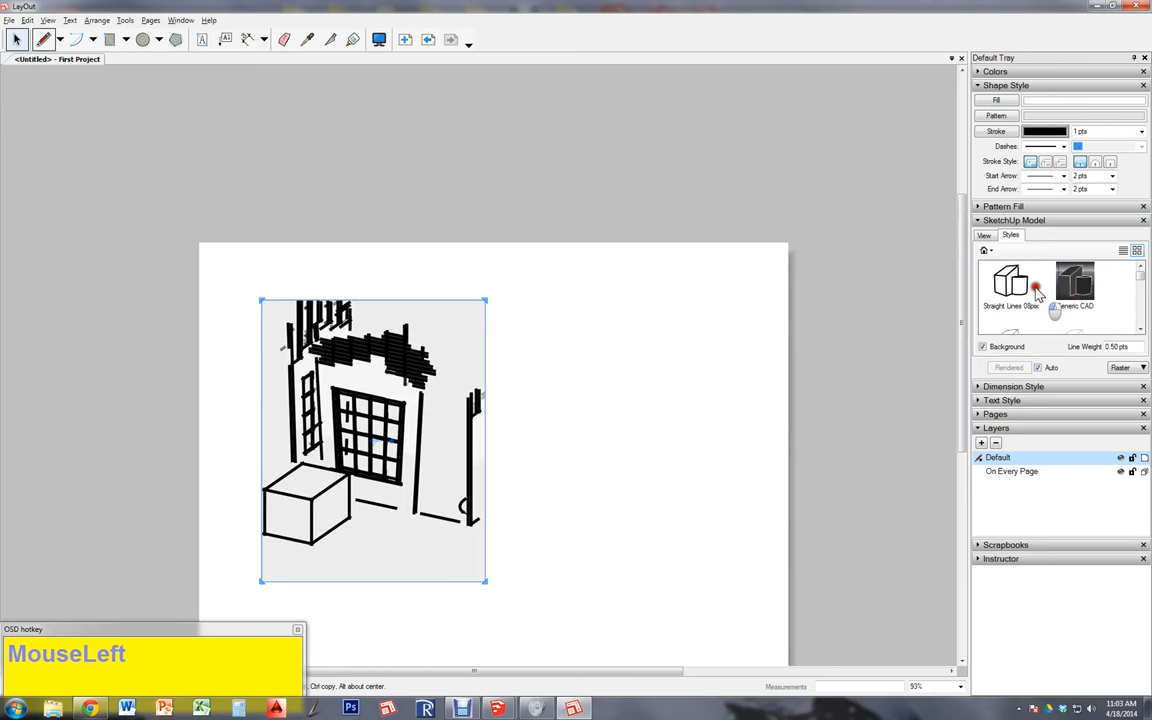 LayOut
File Edit View Text Arrange Tools Pages Window Help
<Untitled> - First Project
Default Tray
Colors
Shape Style
Fill
Pattern
Stroke 1 pts
Dashes:
Stroke Style:
Start Arrow: 2 pts
End Arrow: 2 pts
Pattern Fill
SketchUp Model
View Styles
Straight Lines 08pix
eneric CAD
Background Line Weight 0.50 pts
Rendered Auto Raster
Dimension Style
Text Style
Pages
Layers
Default
On Every Page
Scrapbooks
Instructor
OSD hotkey
MouseLeft
, Ctrl copy, Alt about center.
Measurements
93%
11:03 AM
4/18/2014